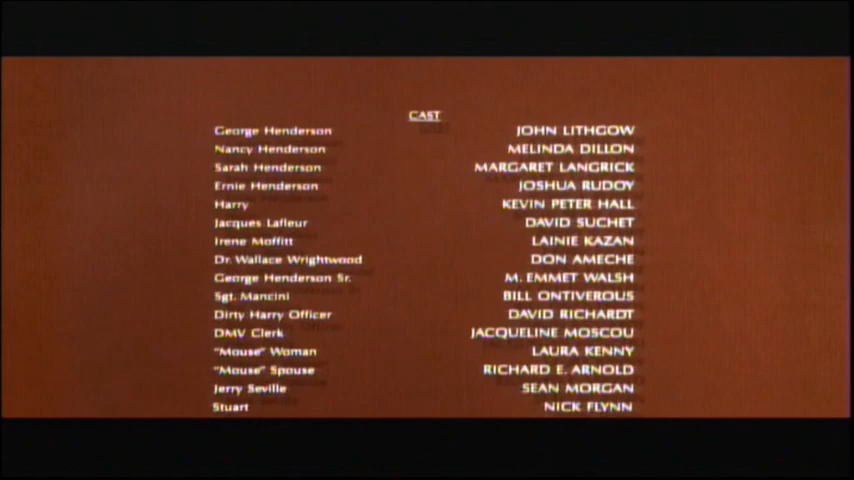 CAST
George Henderson JOHN LITHGOW
Nancy Henderson MELINDA DILLON
Sarah Henderson MARGARET LANGRICK
Ernie Henderson JOSHUA RUDOY
Harry KEVIN PETER HALL
Jacques Lafleur DAVID SUCHET
Irene Moffitt LAINIE KAZAN
Dr. Wallace Wrightwood DON AMECHE
George Henderson Sr. M. EMMET WALSH
Sgt. Mancini BILL ONTIVEROUS
Dirty Harry Officer DAVID RICHARDT
DMV Clerk JACQUELINE MOSCOU
"Mouse" Woman LAURA KENNY
"Mouse" Spouse RICHARD E. ARNOLD
Jerry Seville SEAN MORGAN
Stuart NICK FLYNN